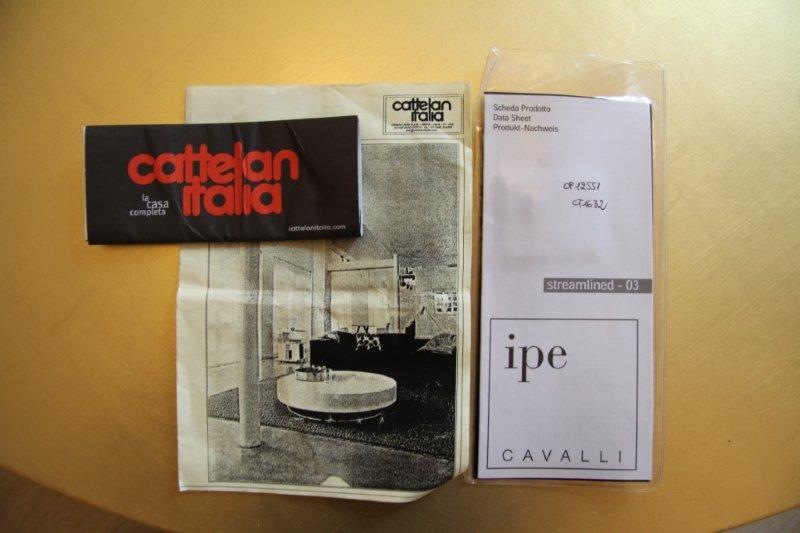 cattelan
italia
la
casa
completa
cattelanitalia.com
cattelan
italia
Scheda Prodotto
Data Sheet
Produkt-Nachweis
streamlined - 03
ipe
CAVALLI